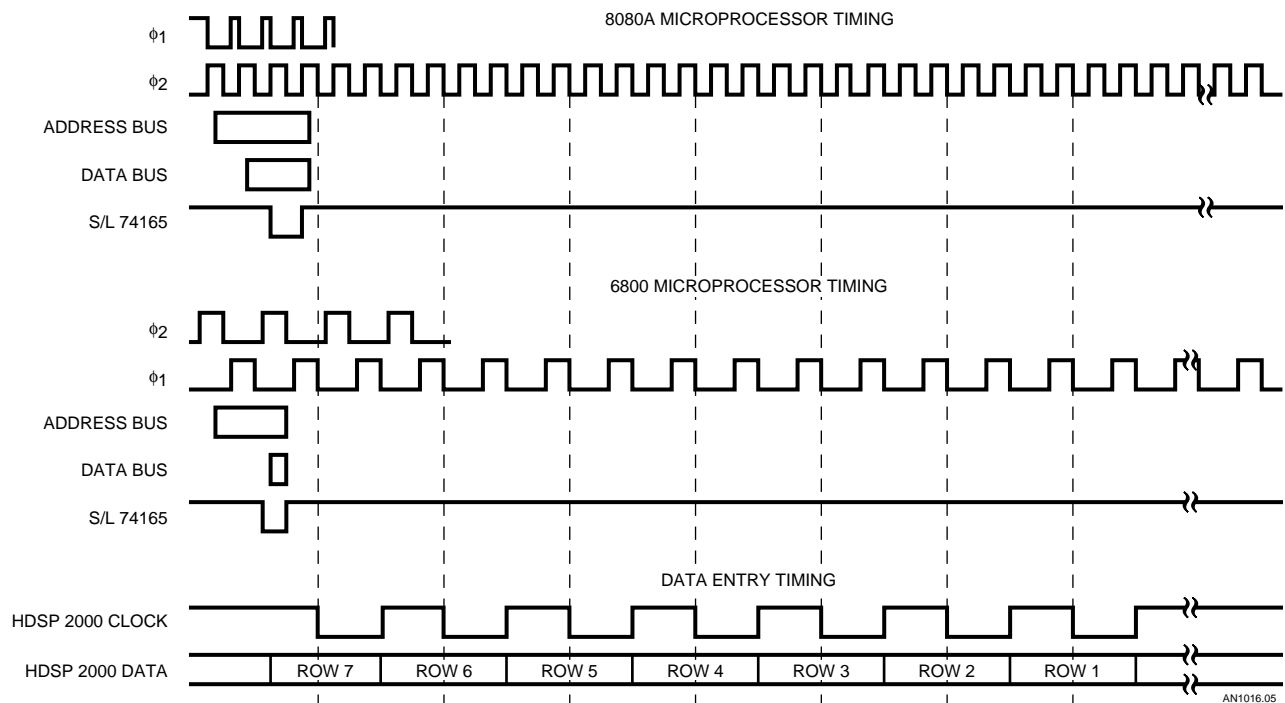 8080A MICROPROCESSOR TIMING
ϕ1
ϕ2
ADDRESS BUS
DATA BUS
S/L 74165
6800 MICROPROCESSOR TIMING
ϕ2
ϕ1
ADDRESS BUS
DATA BUS
S/L 74165
DATA ENTRY TIMING
HDSP 2000 CLOCK
HDSP 2000 DATA ROW 7 ROW 6 ROW 5 ROW 4 ROW 3 ROW 2 ROW 1
AN1016.05